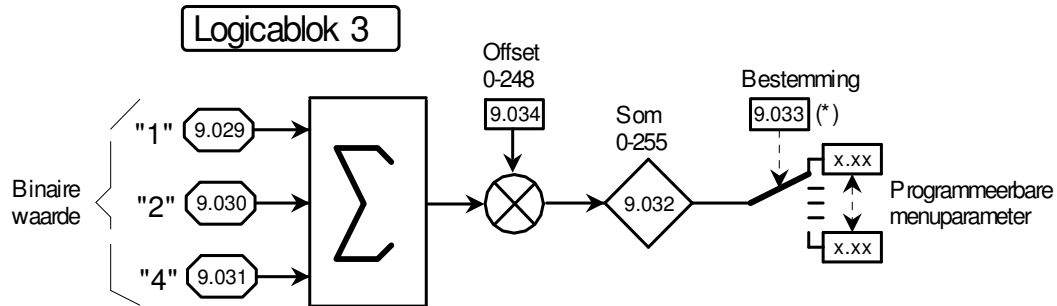 Logicablok 3
Offset
0-248
Bestemming
9.034
9.033 (*)
Som
0-255
"1" 9.029
x.xx
Binaire
waarde
"2" 9.030
Σ
9.032
Programmeerbare
menuparameter
"4" 9.031
x.xx